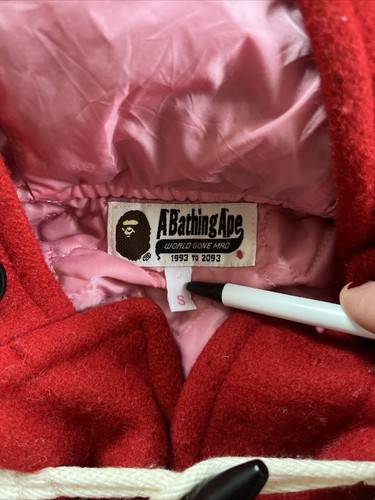 A Bathing Ape
WORLD GONE MAD
1993 TO 2093
S